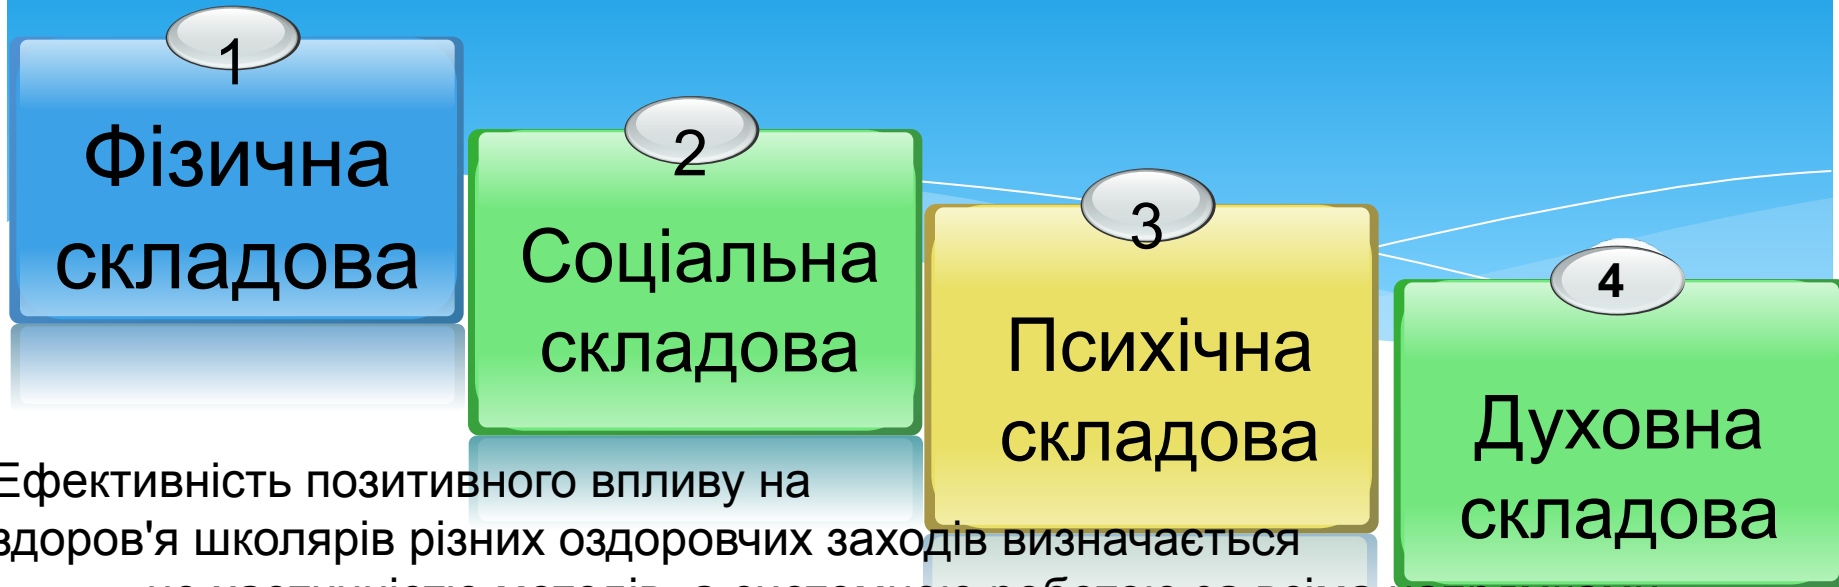 1
Фізична
складова
2
Соціальна
складова
3
Психічна
складова
4
Духовна
складова
Ефективність позитивного впливу на
здоров'я школярів різних оздоровчих заходів визначається